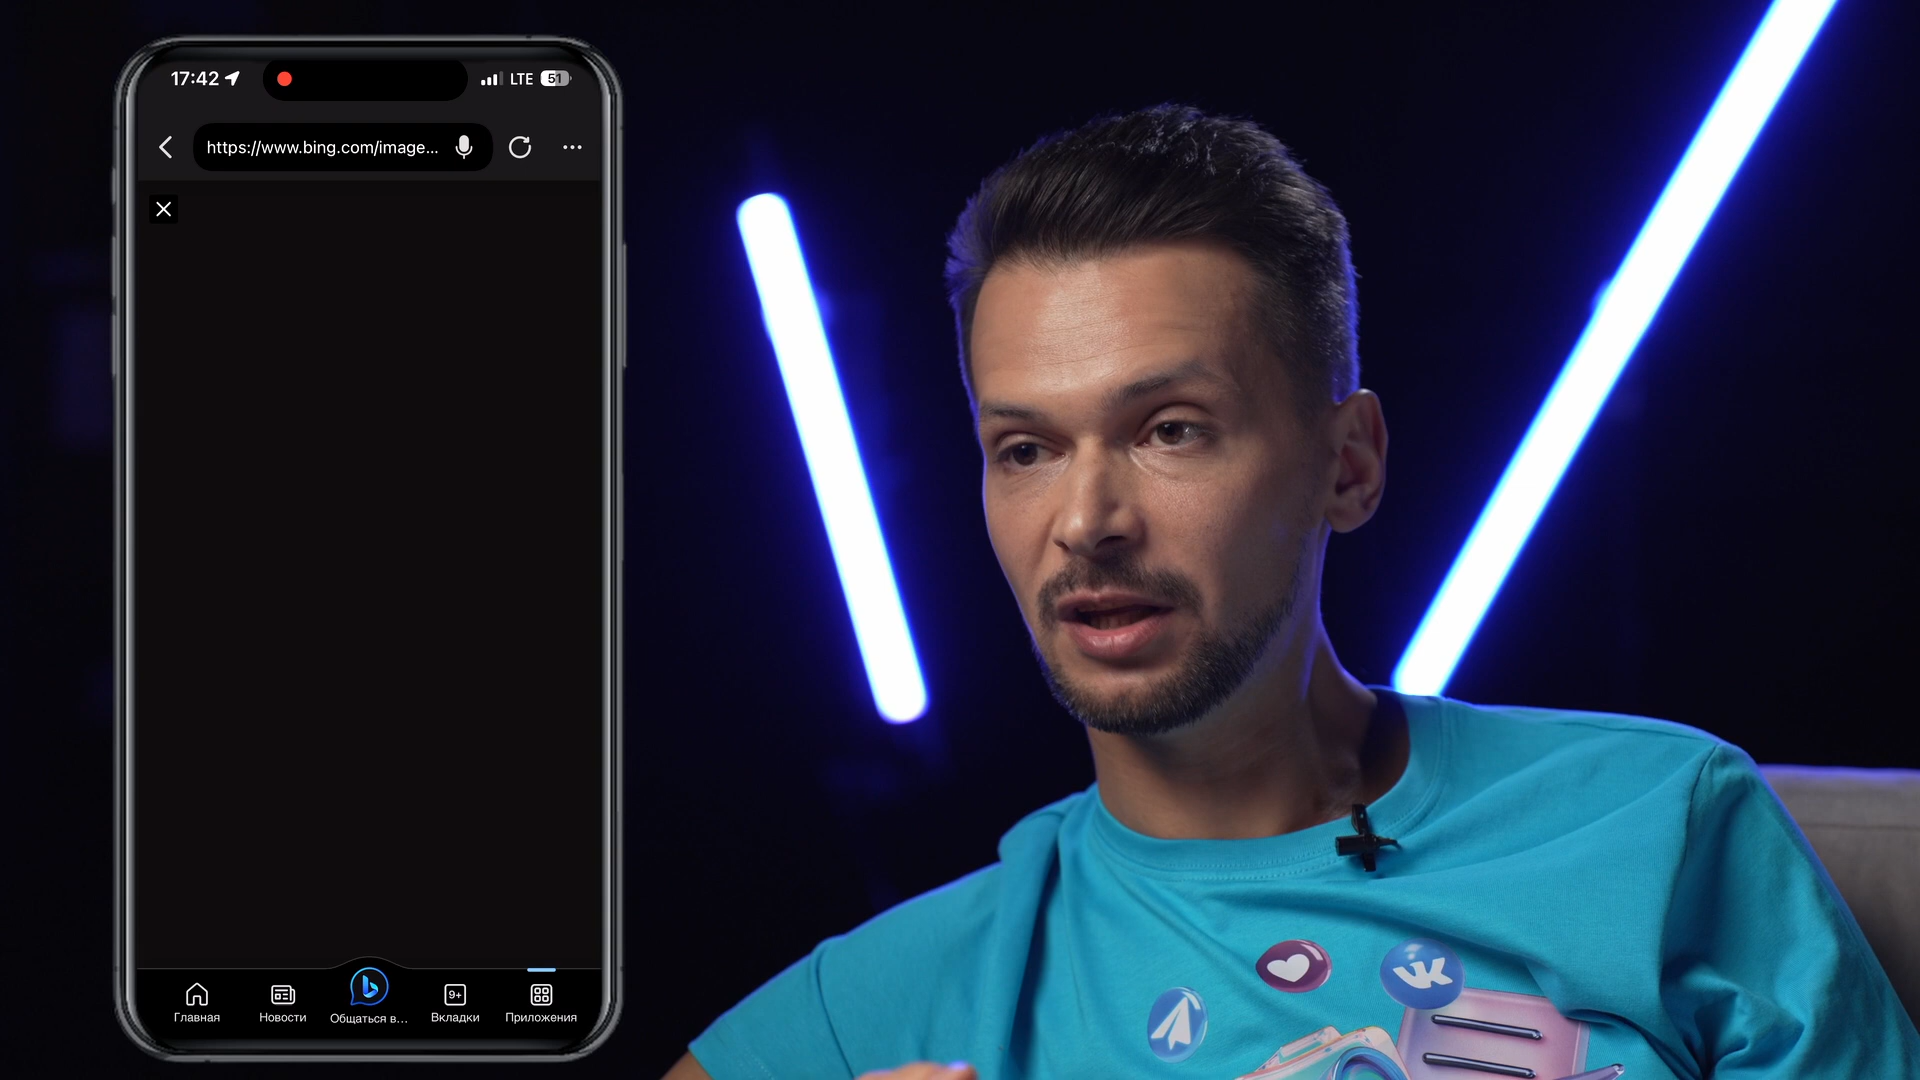 17:42
LTE 51
https://www.bing.com/image...
9+
Главная
Новости
Общаться в...
Вкладки
Приложения